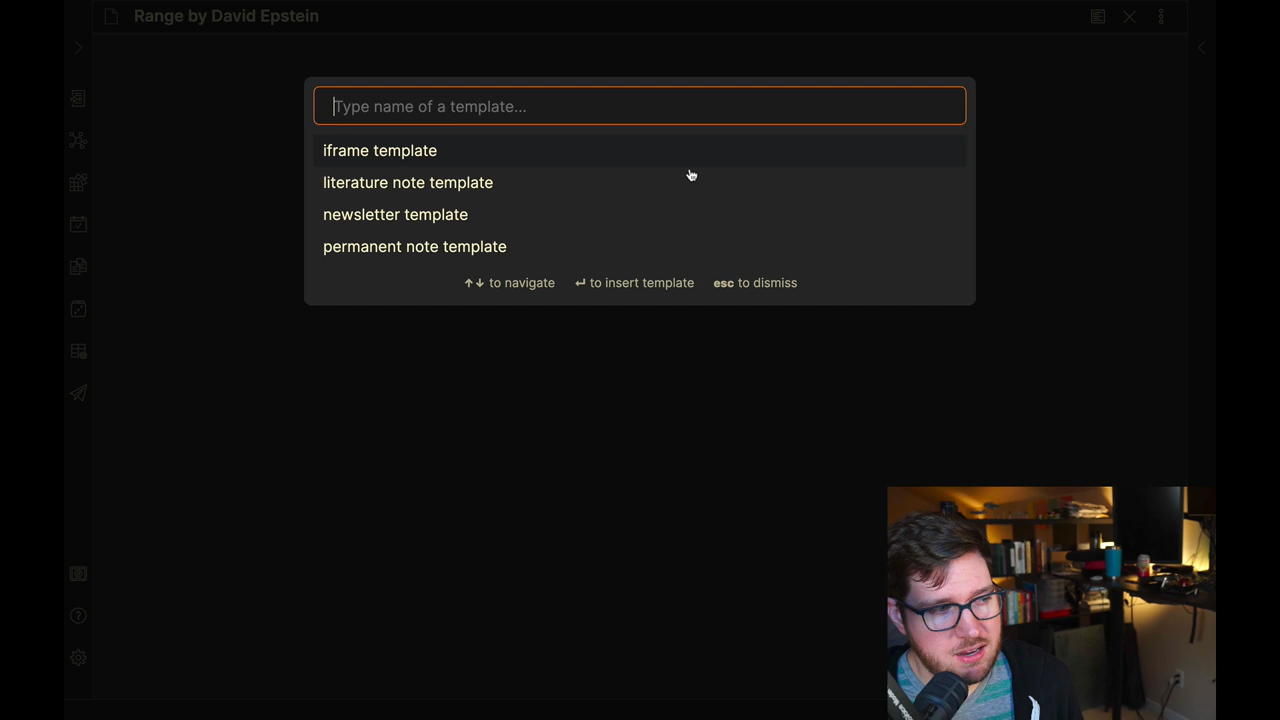 Range by David Epstein
Type name of a template...
iframe template
literature note template
newsletter template
permanent note template
↑↓ to navigate ↵ to insert template esc to dismiss